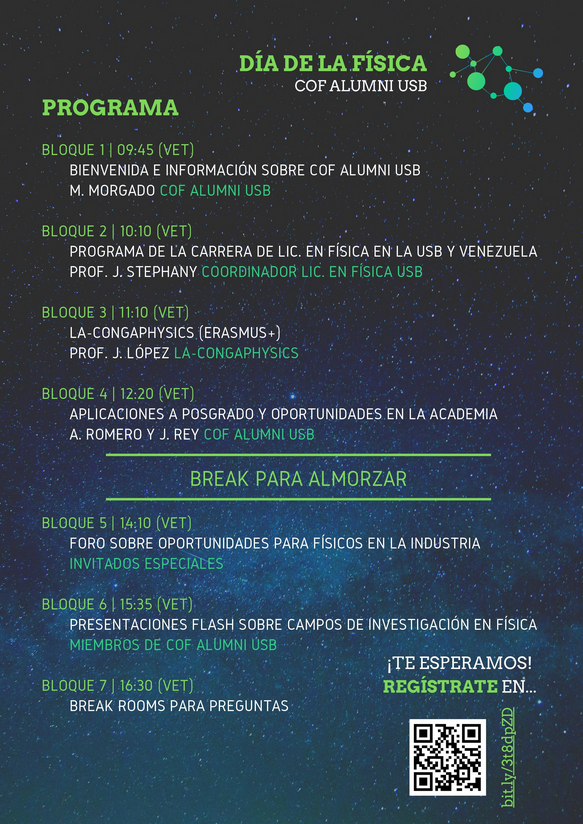 DÍA DE LA FÍSICA
COF ALUMNI USB
PROGRAMA
BLOQUE 1 | 09:45 (VET)
BIENVENIDA E INFORMACIÓN SOBRE COF ALUMNI USB
M. MORGADO COF ALUMNI USB
BLOQUE 2 | 10:10 (VET)
PROGRAMA DE LA CARRERA DE LIC. EN FÍSICA EN LA USB Y VENEZUELA
PROF. J. STEPHANY COORDINADOR LIC. EN FÍSICA USB
BLOQUE 3 | 11:10 (VET)
LA-CONGAPHYSICS (ERASMUS+)
PROF. J. LÓPEZ LA-CONGAPHYSICS
BLOQUE 4 | 12:20 (VET)
APLICACIONES A POSGRADO Y OPORTUNIDADES EN LA ACADEMIA
A. ROMERO Y J. REY COF ALUMNI USB
BREAK PARA ALMORZAR
BLOQUE 5 | 14:10 (VET)
FORO SOBRE OPORTUNIDADES PARA FÍSICOS EN LA INDUSTRIA
INVITADOS ESPECIALES
BLOQUE 6 | 15:35 (VET)
PRESENTACIONES FLASH SOBRE CAMPOS DE INVESTIGACIÓN EN FÍSICA
MIEMBROS DE COF ALUMNI USB
BLOQUE 7 | 16:30 (VET)
BREAK ROOMS PARA PREGUNTAS
¡TE ESPERAMOS!
REGÍSTRATE EN...
bit.ly/3t8dpZD